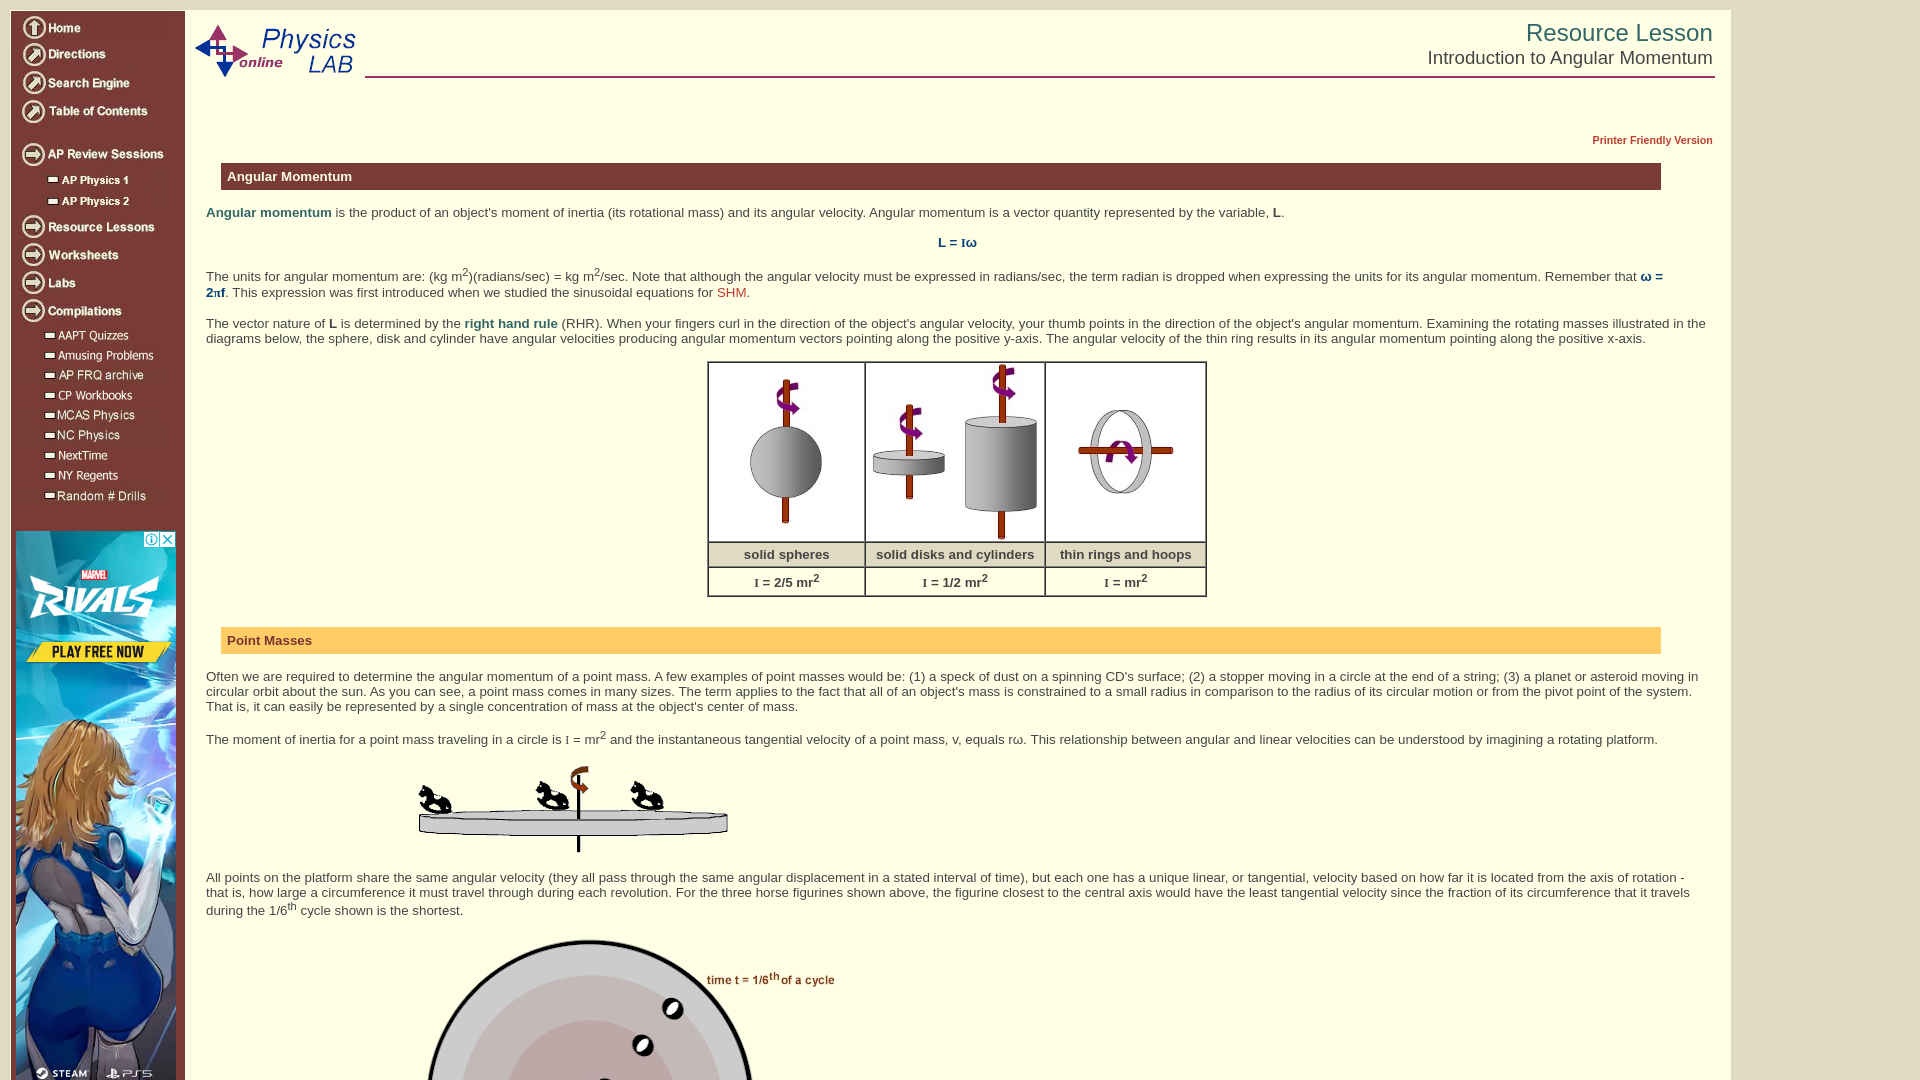 Home
Directions
Search Engine
Table of Contents
AP Review Sessions
AP Physics 1
AP Physics 2
Resource Lessons
Worksheets
Labs
Compilations
AAPT Quizzes
Amusing Problems
AP FRQ archive
CP Workbooks
MCAS Physics
NC Physics
NextTime
NY Regents
Random # Drills
MARVEL
RIVALS
PLAY FREE NOW
STEAM PS5
Physics
online LAB
Resource Lesson
Introduction to Angular Momentum
Printer Friendly Version
Angular Momentum
Angular momentum is the product of an object's moment of inertia (its rotational mass) and its angular velocity. Angular momentum is a vector quantity represented by the variable, L.
L = Iω
The units for angular momentum are: (kg m2)(radians/sec) = kg m2/sec. Note that although the angular velocity must be expressed in radians/sec, the term radian is dropped when expressing the units for its angular momentum. Remember that ω =
2πf. This expression was first introduced when we studied the sinusoidal equations for SHM.
The vector nature of L is determined by the right hand rule (RHR). When your fingers curl in the direction of the object's angular velocity, your thumb points in the direction of the object's angular momentum. Examining the rotating masses illustrated in the
diagrams below, the sphere, disk and cylinder have angular velocities producing angular momentum vectors pointing along the positive y-axis. The angular velocity of the thin ring results in its angular momentum pointing along the positive x-axis.
solid spheres solid disks and cylinders thin rings and hoops
I = 2/5 mr2 I = 1/2 mr2 I = mr2
Point Masses
Often we are required to determine the angular momentum of a point mass. A few examples of point masses would be: (1) a speck of dust on a spinning CD's surface; (2) a stopper moving in a circle at the end of a string; (3) a planet or asteroid moving in
circular orbit about the sun. As you can see, a point mass comes in many sizes. The term applies to the fact that all of an object's mass is constrained to a small radius in comparison to the radius of its circular motion or from the pivot point of the system.
That is, it can easily be represented by a single concentration of mass at the object's center of mass.
The moment of inertia for a point mass traveling in a circle is I = mr2 and the instantaneous tangential velocity of a point mass, v, equals rω. This relationship between angular and linear velocities can be understood by imagining a rotating platform.
All points on the platform share the same angular velocity (they all pass through the same angular displacement in a stated interval of time), but each one has a unique linear, or tangential, velocity based on how far it is located from the axis of rotation -
that is, how large a circumference it must travel through during each revolution. For the three horse figurines shown above, the figurine closest to the central axis would have the least tangential velocity since the fraction of its circumference that it travels
during the 1/6th cycle shown is the shortest.
time t = 1/6th of a cycle